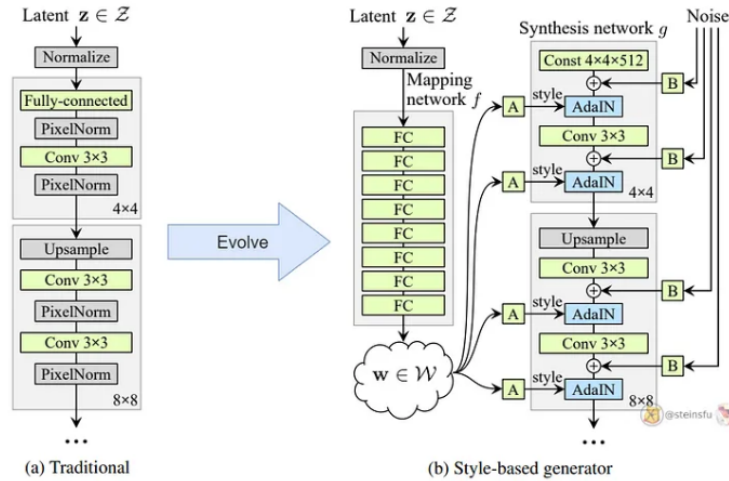 Latent z ∈ 𝒵
Normalize
Fully-connected
PixelNorm
Conv 3×3
PixelNorm
4×4
Upsample
Conv 3×3
PixelNorm
Conv 3×3
PixelNorm
8×8
...
(a) Traditional
Evolve
Latent z ∈ 𝒵
Normalize
Mapping
network f
FC
FC
FC
FC
FC
FC
FC
FC
w ∈ 𝒲
Synthesis network g
Noise
Const 4×4×512
B
A
style
AdaIN
Conv 3×3
B
A
style
AdaIN
4×4
Upsample
Conv 3×3
B
A
style
AdaIN
Conv 3×3
B
A
style
AdaIN
8×8
...
(b) Style-based generator
@steinsfu